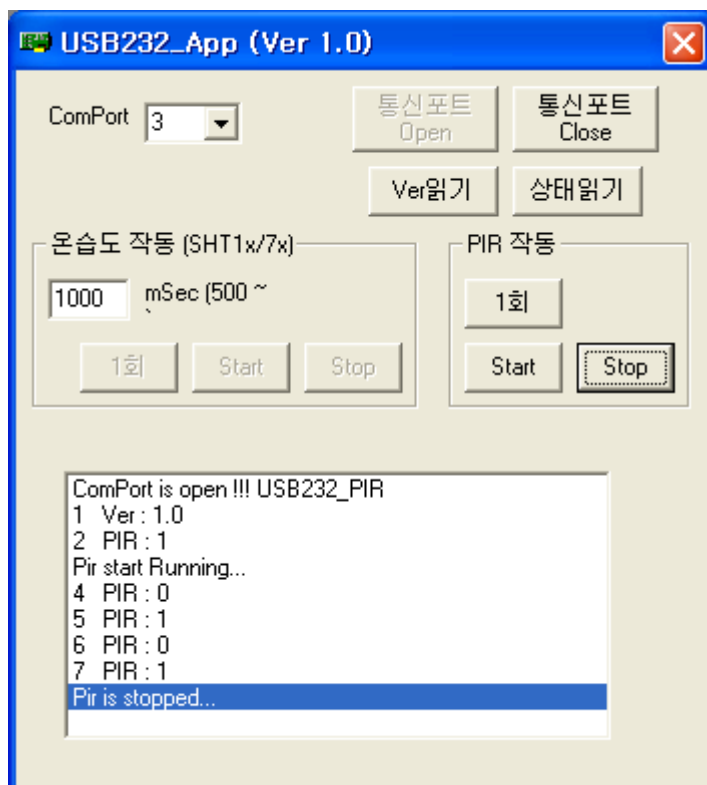 USB232_App (Ver 1.0)
ComPort 3
통신포트
Open
통신포트
Close
Ver읽기
상태읽기
온습도 작동 (SHT1x/7x)
1000 mSec (500 ~
1회
Start
Stop
PIR 작동
1회
Start
Stop
ComPort is open !!! USB232_PIR
1 Ver : 1.0
2 PIR : 1
Pir start Running...
4 PIR : 0
5 PIR : 1
6 PIR : 0
7 PIR : 1
Pir is stopped...